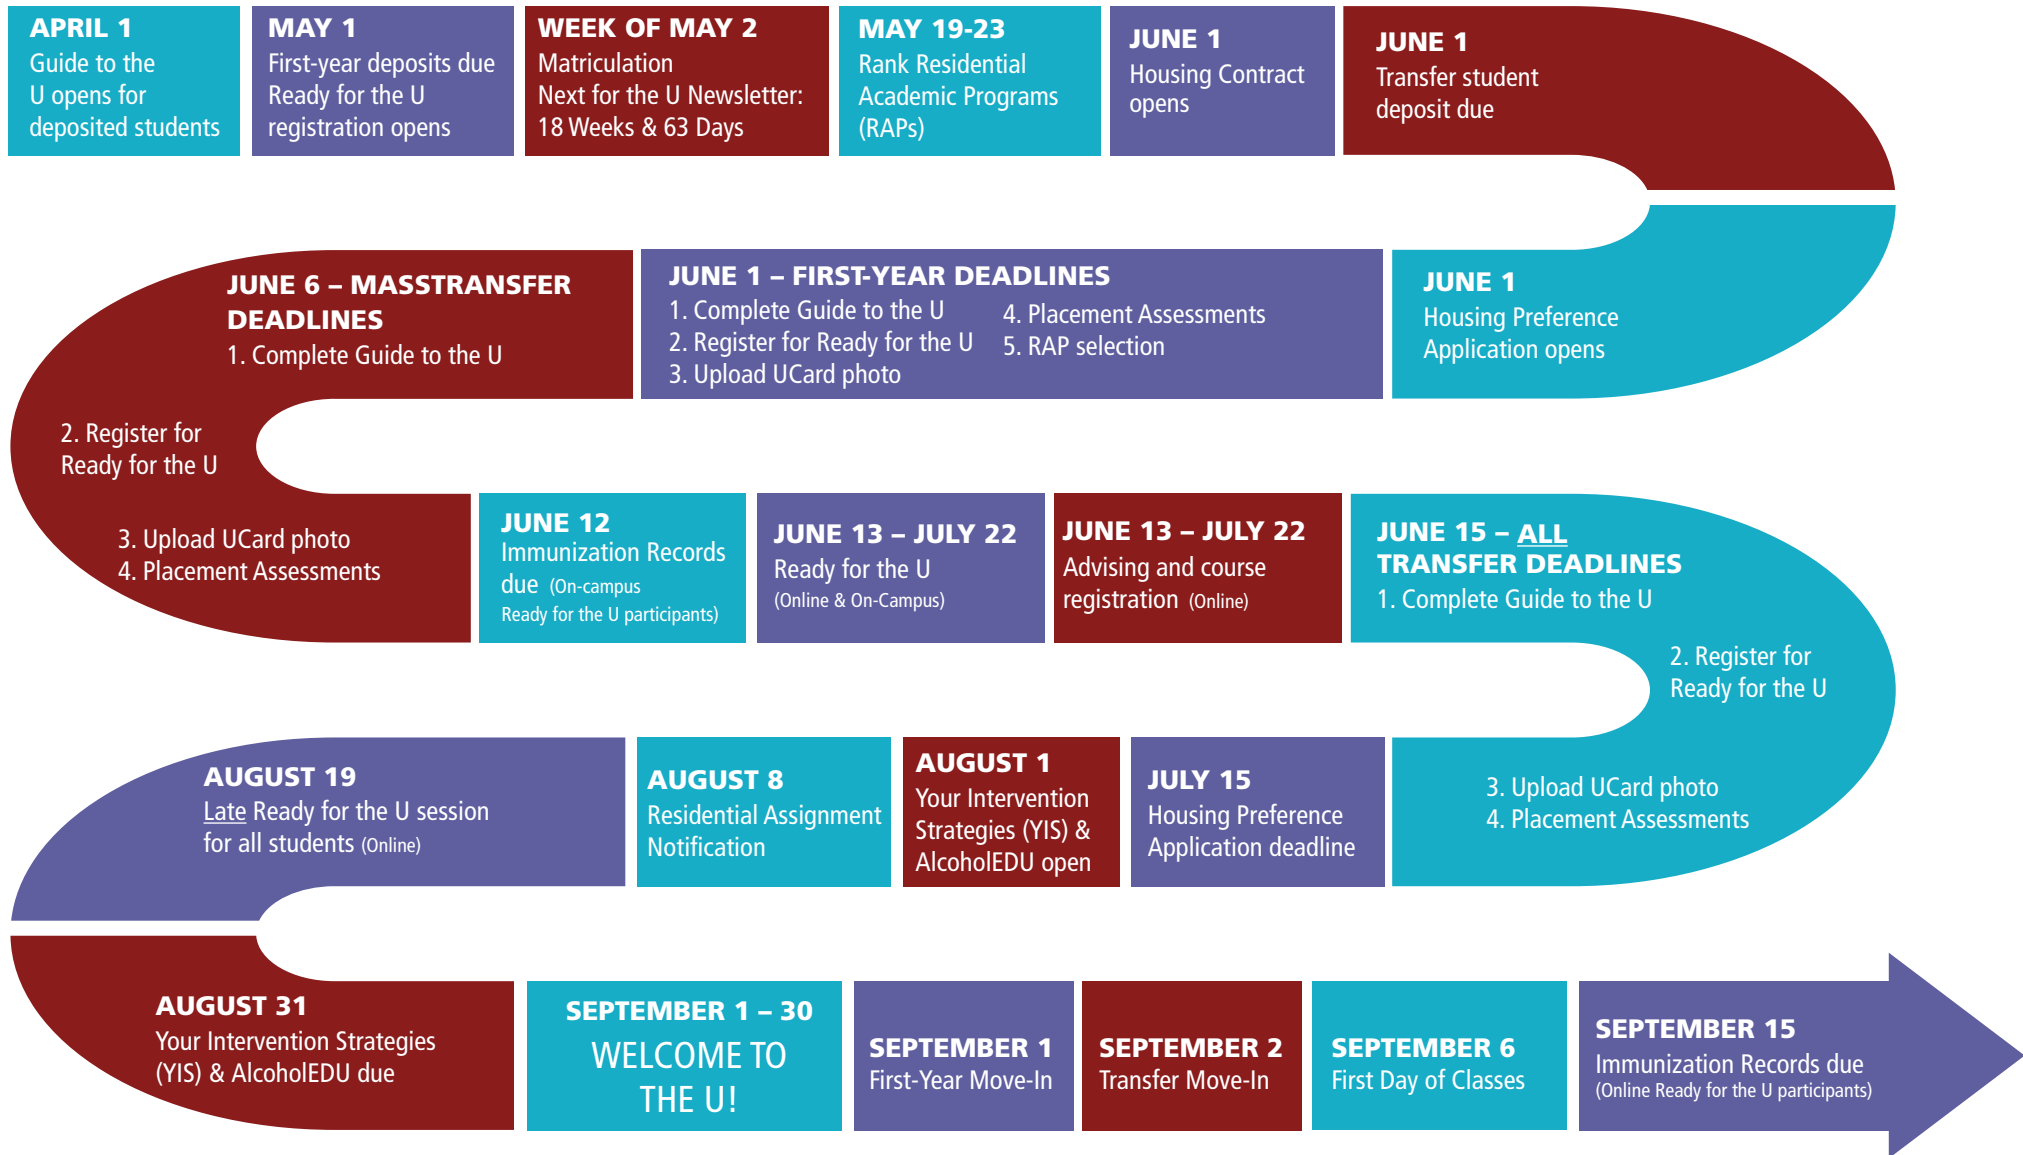 APRIL 1
Guide to the
U opens for
deposited students
MAY 1
First-year deposits due
Ready for the U
registration opens
WEEK OF MAY 2
Matriculation
Next for the U Newsletter:
18 Weeks & 63 Days
MAY 19-23
Rank Residential
Academic Programs
(RAPs)
JUNE 1
Housing Contract
opens
JUNE 1
Transfer student
deposit due
JUNE 1
Housing Preference
Application opens
JUNE 1 – FIRST-YEAR DEADLINES
1. Complete Guide to the U
2. Register for Ready for the U
3. Upload UCard photo
4. Placement Assessments
5. RAP selection
JUNE 6 – MASSTRANSFER
DEADLINES
1. Complete Guide to the U
2. Register for
Ready for the U
3. Upload UCard photo
4. Placement Assessments
JUNE 12
Immunization Records
due (On-campus
Ready for the U participants)
JUNE 13 – JULY 22
Ready for the U
(Online & On-Campus)
JUNE 13 – JULY 22
Advising and course
registration (Online)
JUNE 15 – ALL
TRANSFER DEADLINES
1. Complete Guide to the U
2. Register for
Ready for the U
3. Upload UCard photo
4. Placement Assessments
JULY 15
Housing Preference
Application deadline
AUGUST 1
Your Intervention
Strategies (YIS) &
AlcoholEDU open
AUGUST 8
Residential Assignment
Notification
AUGUST 19
Late Ready for the U session
for all students (Online)
AUGUST 31
Your Intervention Strategies
(YIS) & AlcoholEDU due
SEPTEMBER 1 – 30
WELCOME TO
THE U!
SEPTEMBER 1
First-Year Move-In
SEPTEMBER 2
Transfer Move-In
SEPTEMBER 6
First Day of Classes
SEPTEMBER 15
Immunization Records due
(Online Ready for the U participants)